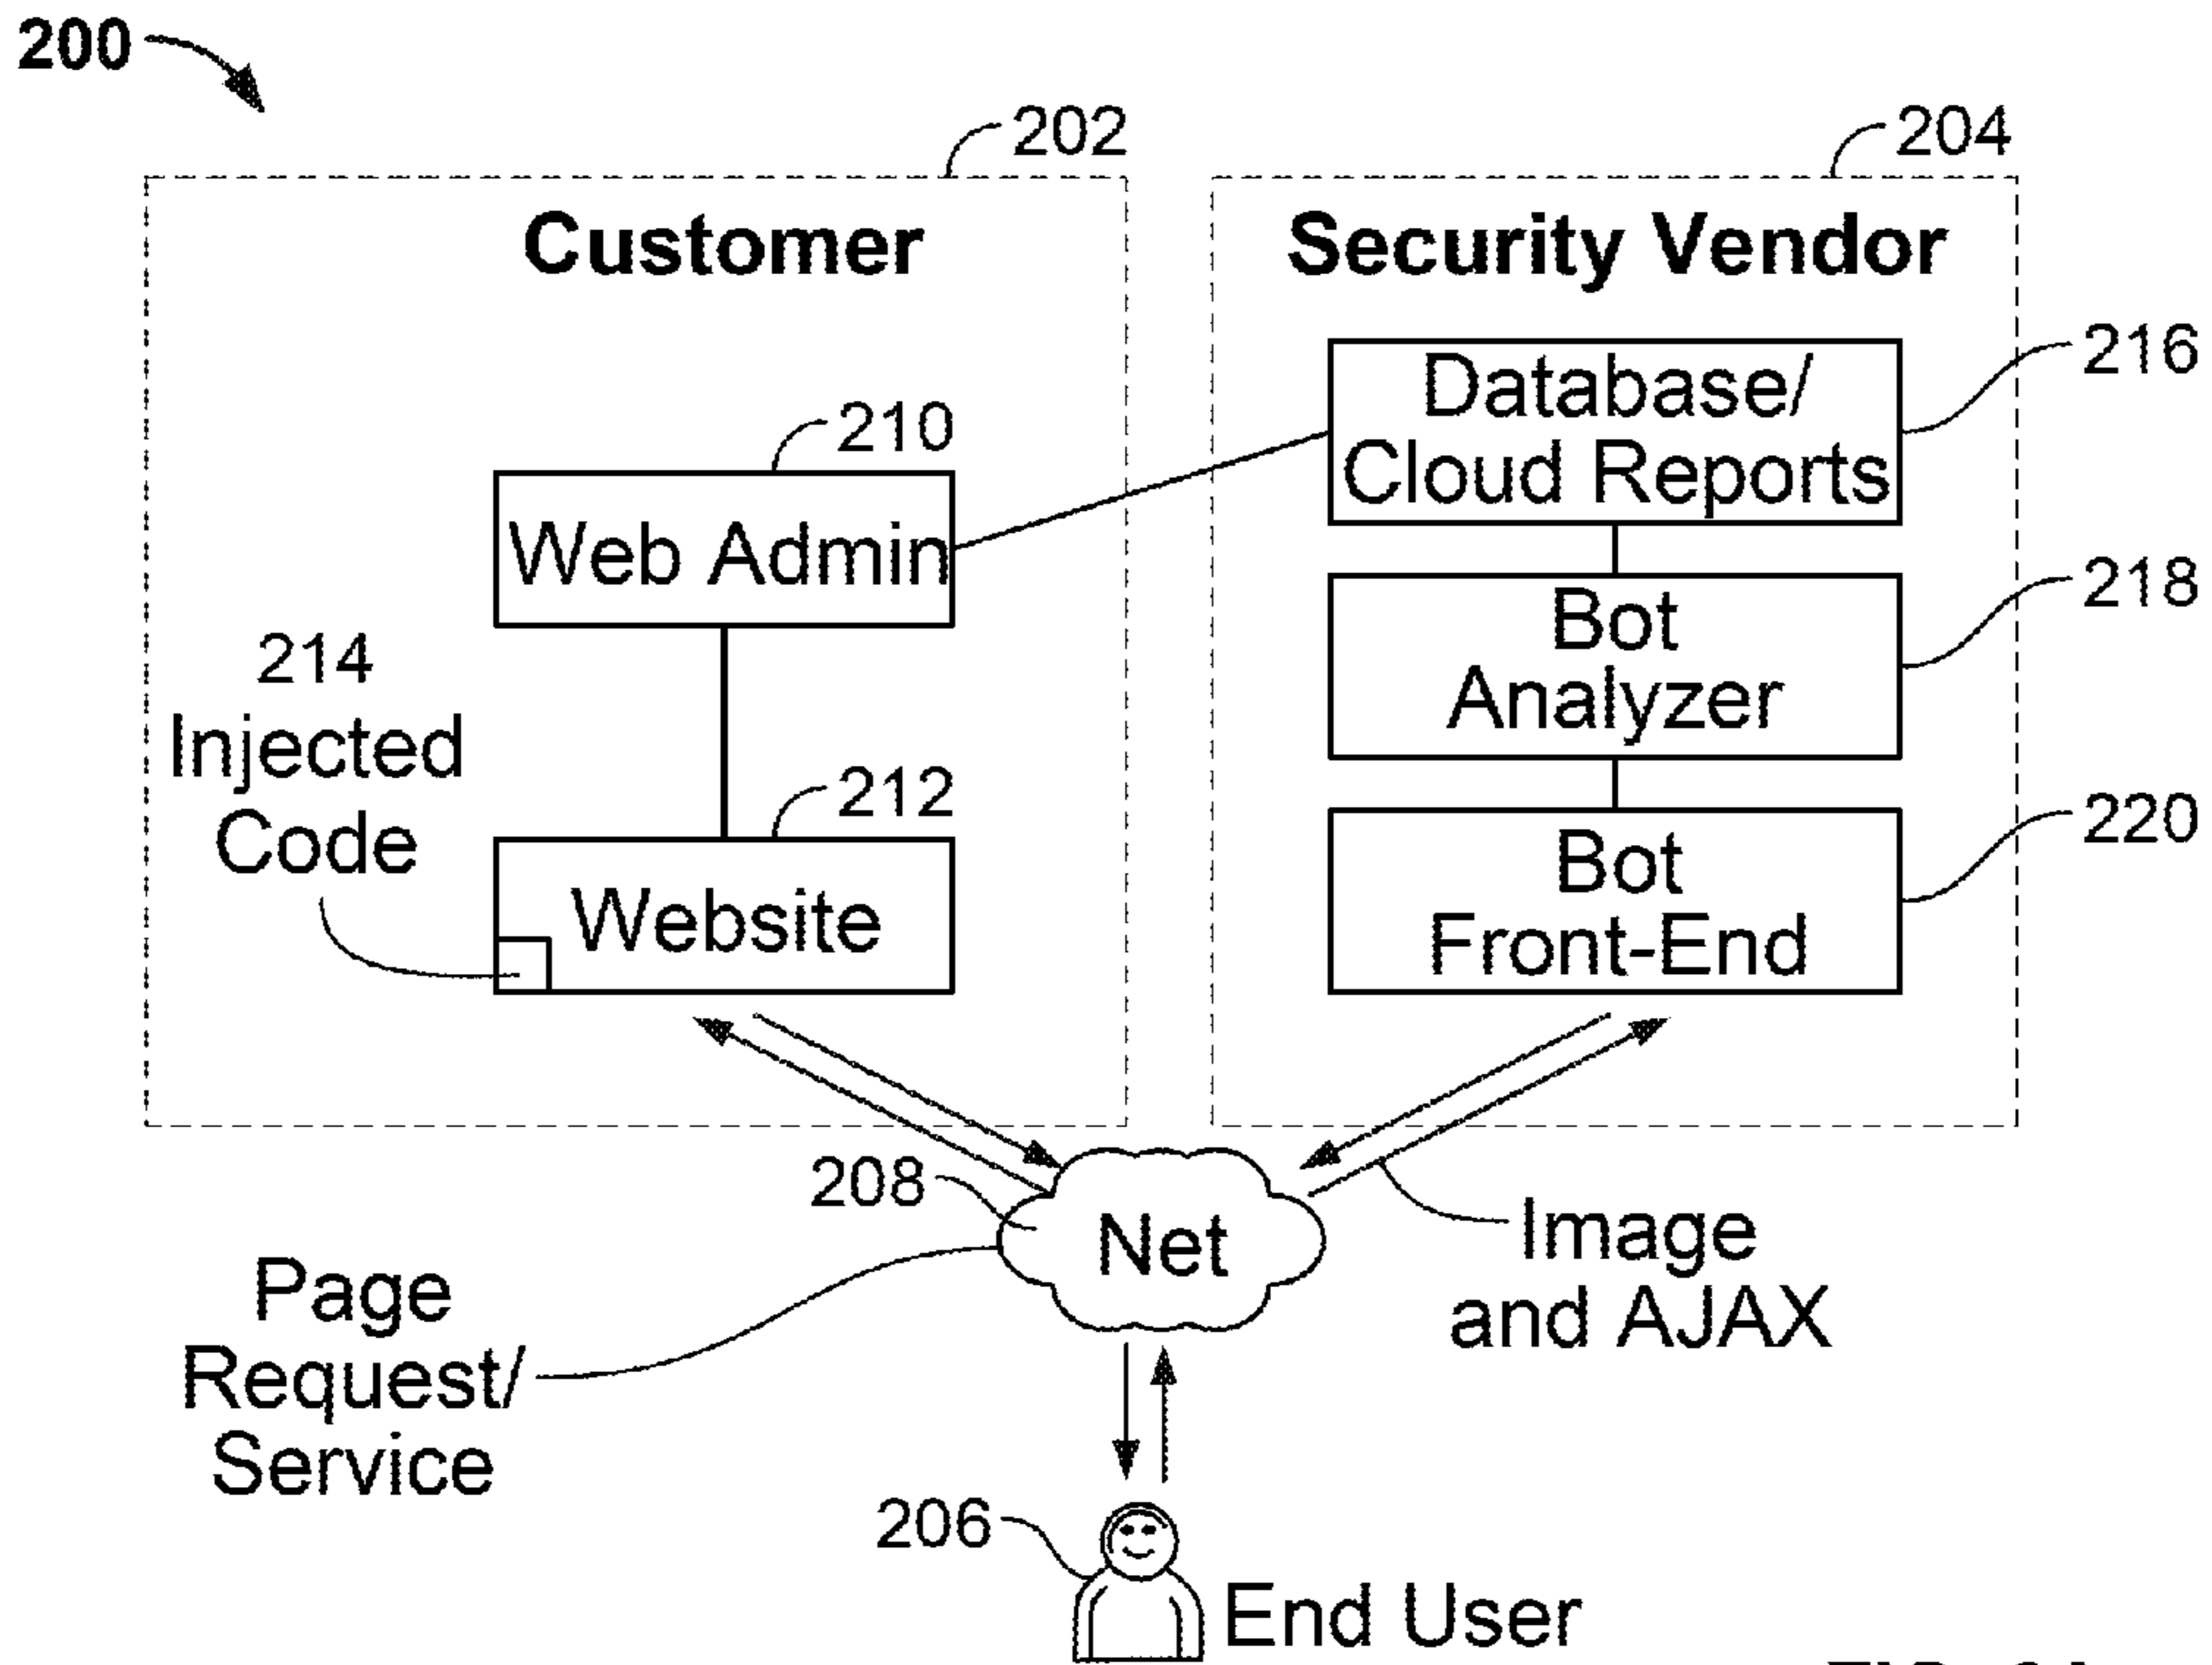 200
202
204
Customer
Security Vendor
Database/
Cloud Reports
216
210
Web Admin
Bot
Analyzer
218
214
Injected
Code
212
Website
Bot
Front-End
220
208
Net
Image
and AJAX
Page
Request/
Service
206
End User